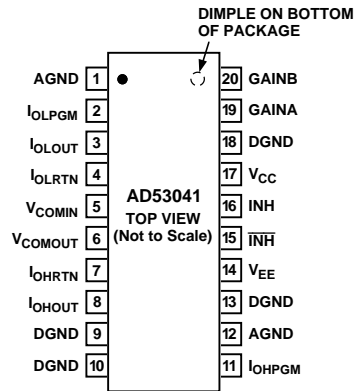 DIMPLE ON BOTTOM
OF PACKAGE
AGND 1
IOLPGM 2
IOLOUT 3
IOLRTN 4
VCOMIN 5
VCOMOUT 6
IOHRTN 7
IOHOUT 8
DGND 9
DGND 10
AD53041
TOP VIEW
(Not to Scale)
20 GAINB
19 GAINA
18 DGND
17 VCC
16 INH
15 I̅N̅H̅
14 VEE
13 DGND
12 AGND
11 IOHPGM